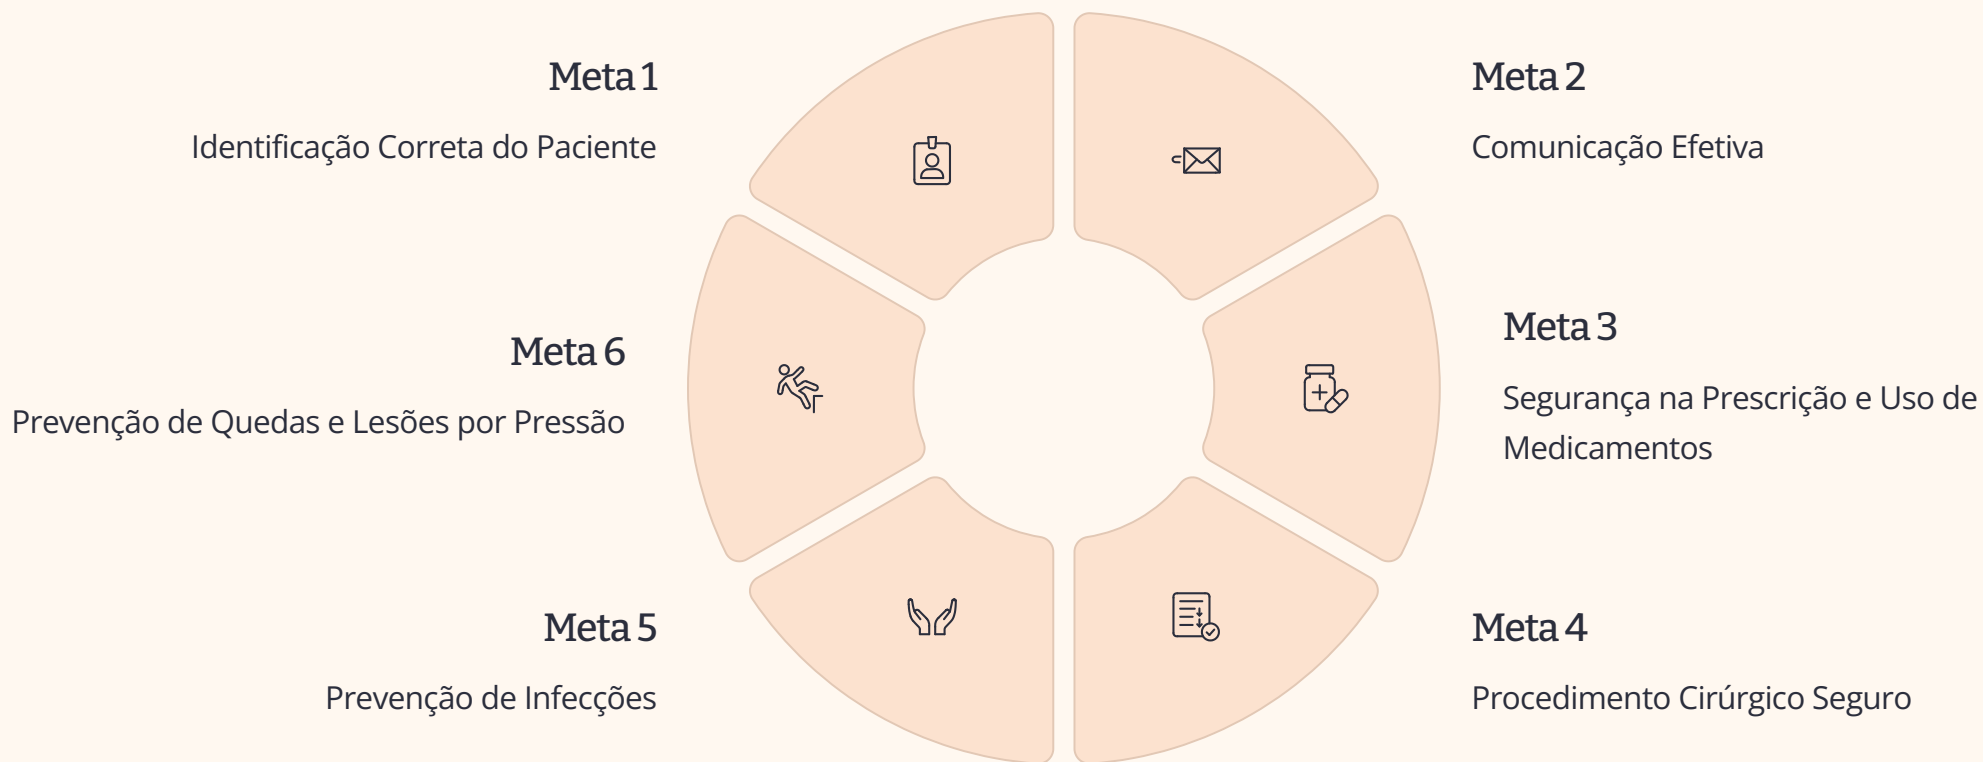 Meta 1
Identificação Correta do Paciente
Meta 2
Comunicação Efetiva
Meta 3
Segurança na Prescrição e Uso de
Medicamentos
Meta 4
Procedimento Cirúrgico Seguro
Meta 5
Prevenção de Infecções
Meta 6
Prevenção de Quedas e Lesões por Pressão